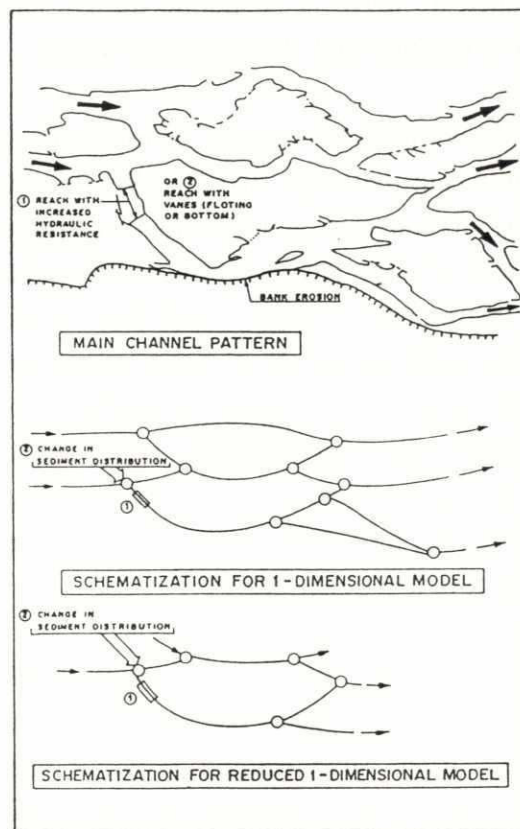 OR ②
① REACH WITH
INCREASED
HYDRAULIC
RESISTANCE
REACH WITH
VANES (FLOTING
OR BOTTOM)
BANK EROSION
MAIN CHANNEL PATTERN
② CHANGE IN
SEDIMENT DISTRIBUTION
①
SCHEMATIZATION FOR 1-DIMENSIONAL MODEL
② CHANGE IN
SEDIMENT DISTRIBUTION
①
SCHEMATIZATION FOR REDUCED 1-DIMENSIONAL MODEL